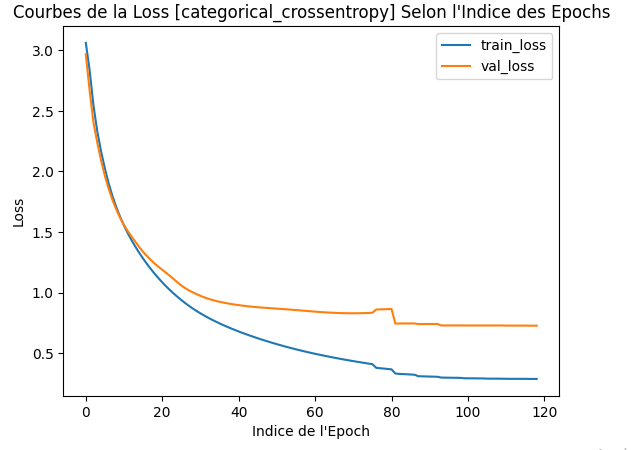 Courbes de la Loss [categorical_crossentropy] Selon l'Indice des Epochs
train_loss
val_loss
3.0
2.5
2.0
1.5
1.0
0.5
Loss
0 20 40 60 80 100 120
Indice de l'Epoch